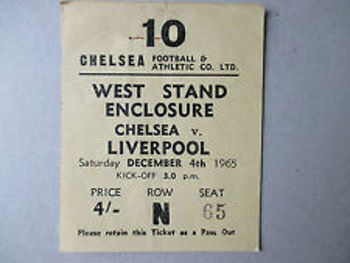 10
CHELSEA FOOTBALL &
ATHLETIC CO. LTD.
WEST STAND
ENCLOSURE
CHELSEA v.
LIVERPOOL
Saturday DECEMBER 4th 1965
KICK-OFF 3.0 p.m.
PRICE ROW SEAT
4/- N 65
Please retain this Ticket as a Pass Out